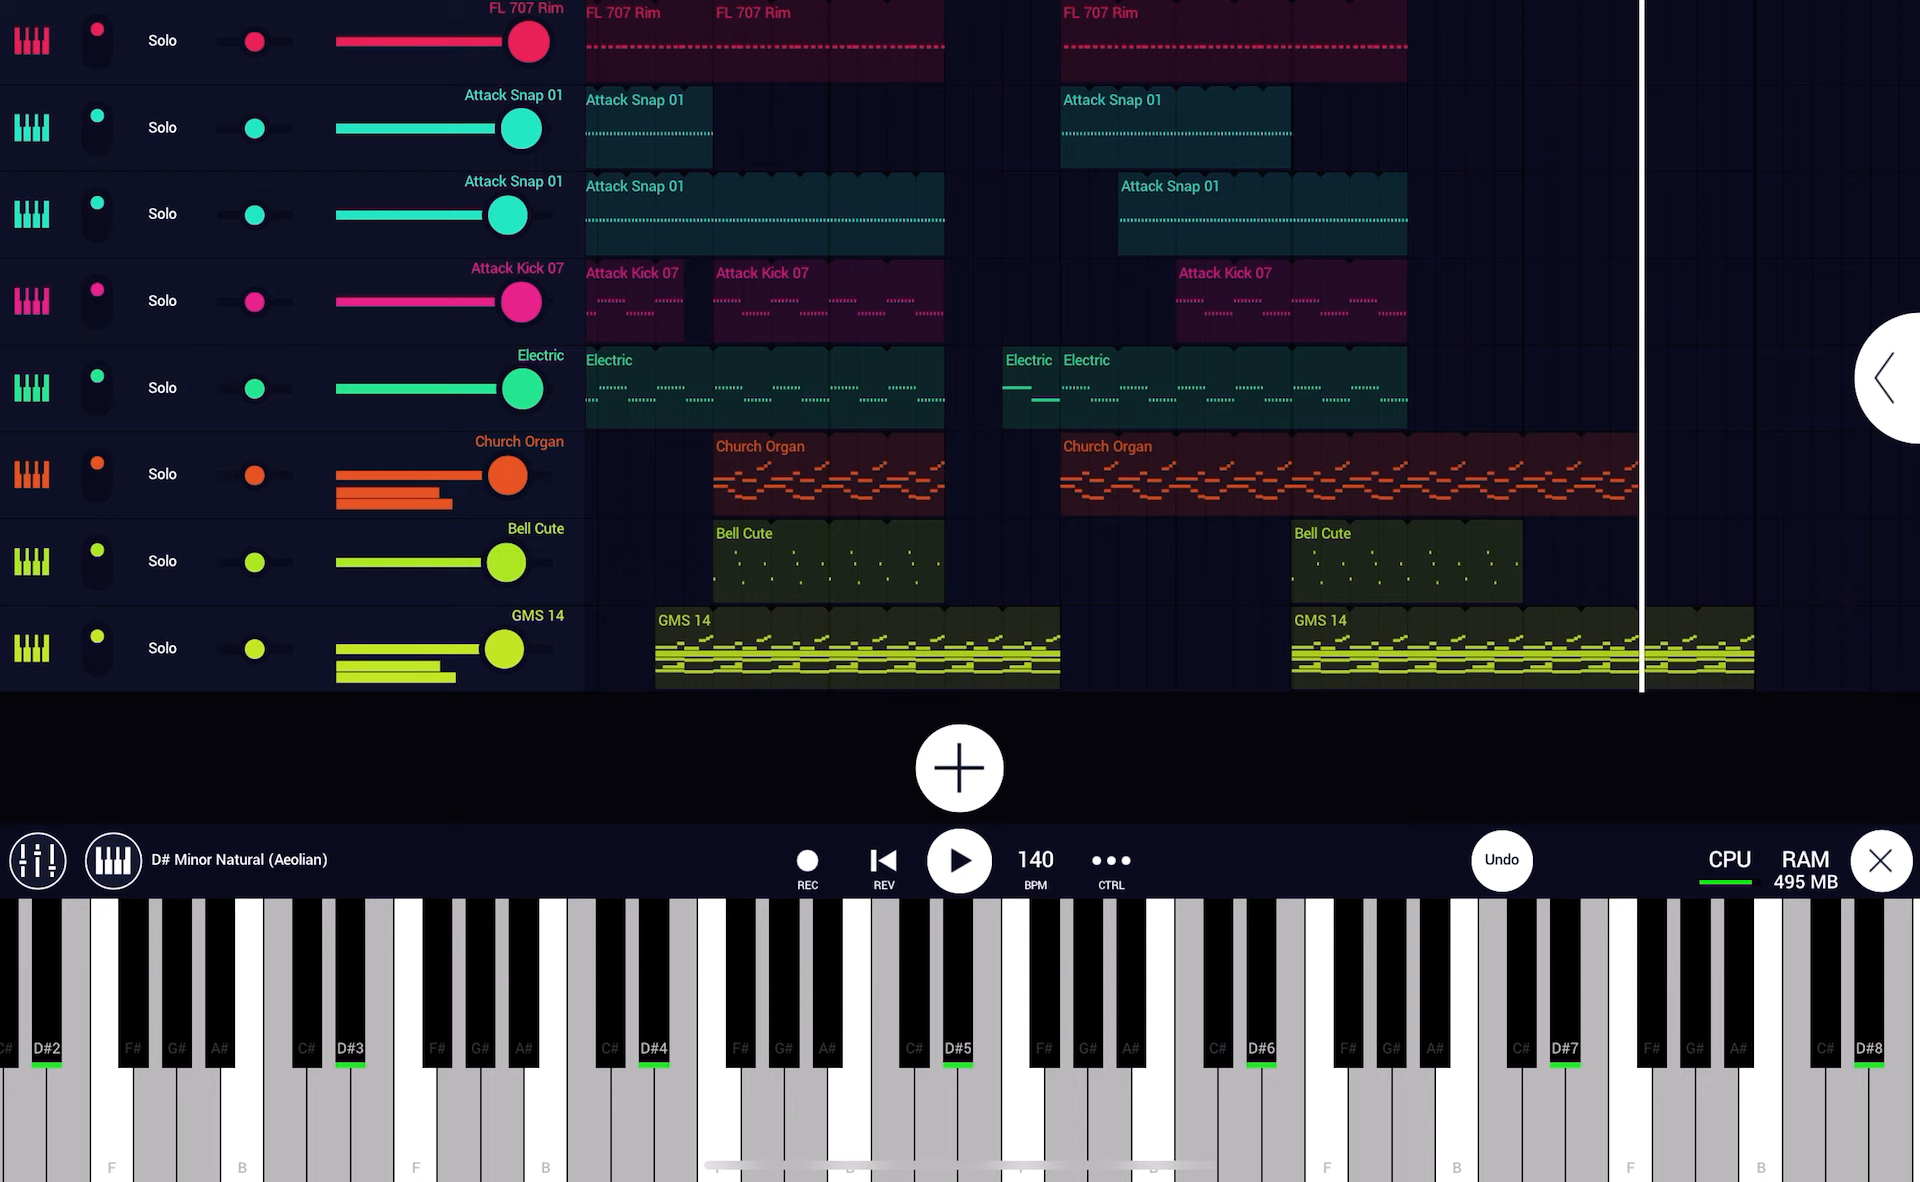 FL 707 Rim
FL 707 Rim
FL 707 Rim
FL 707 Rim
Solo
Attack Snap 01
Attack Snap 01
Attack Snap 01
Solo
Attack Snap 01
Attack Snap 01
Attack Snap 01
Solo
Attack Kick 07
Attack Kick 07
Attack Kick 07
Attack Kick 07
Solo
Electric
Electric
Electric
Electric
Solo
Church Organ
Church Organ
Church Organ
Solo
Bell Cute
Bell Cute
Bell Cute
Solo
GMS 14
GMS 14
GMS 14
Solo
D# Minor Natural (Aeolian)
REC
REV
140
BPM
CTRL
Undo
CPU
RAM
495 MB
C# D#2 F# G# A# C# D#3 F# G# A# C# D#4 F# G# A# C# D#5 F# G# A# C# D#6 F# G# A# C# D#7 F# G# A# C# D#8
F B F B F B F B